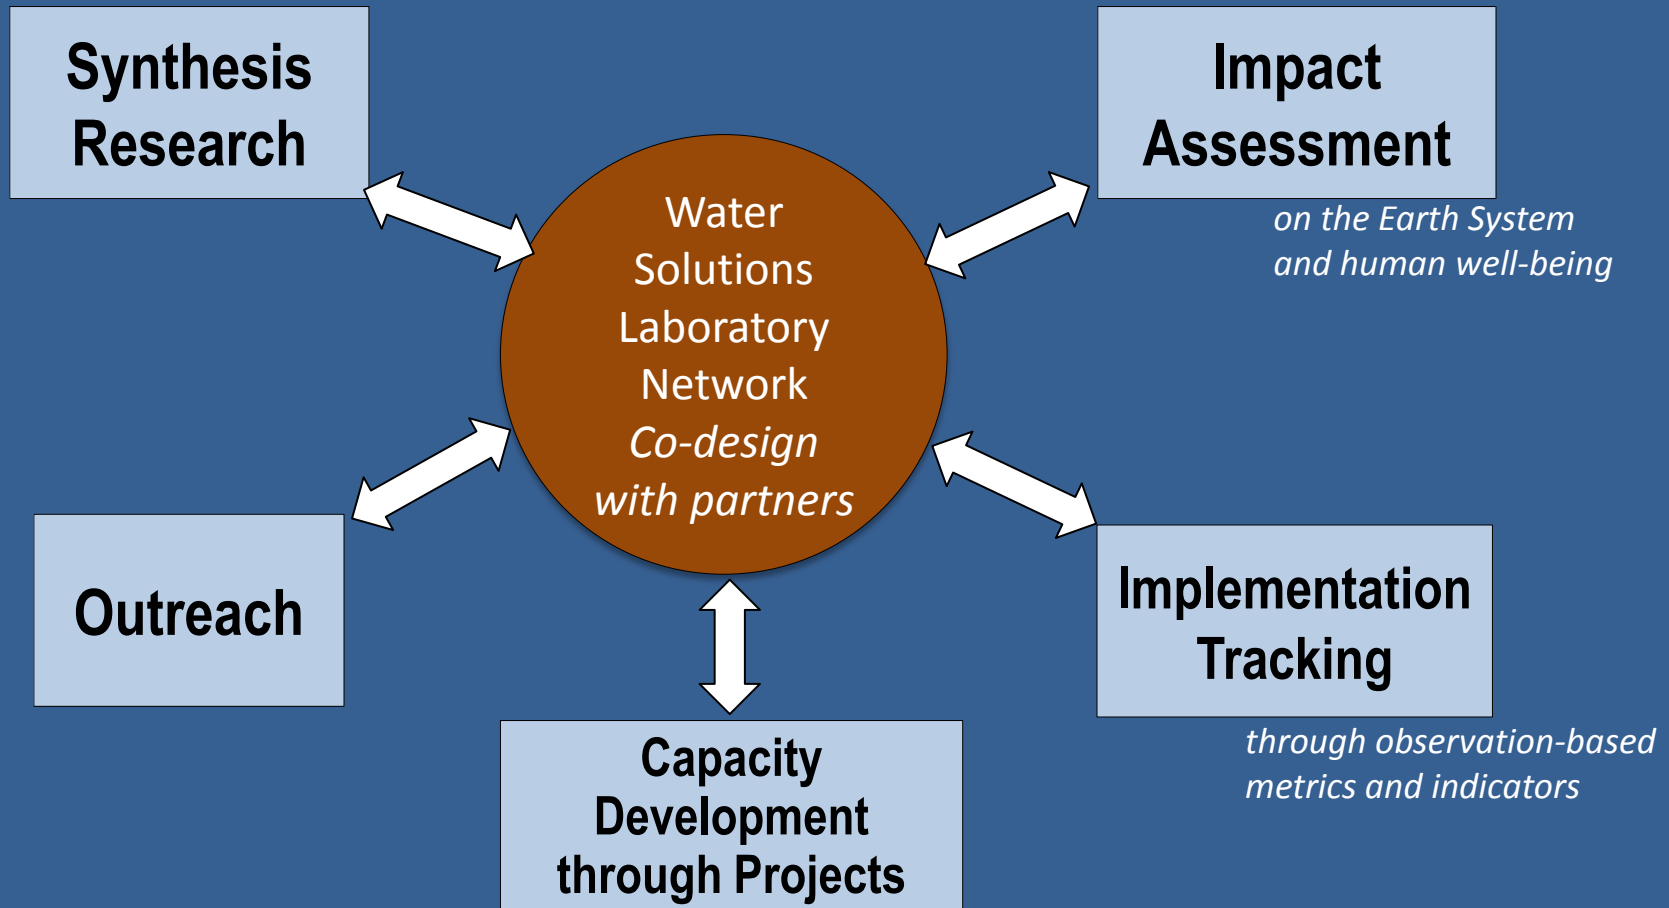 Synthesis
Research
Impact
Assessment
on the Earth System
and human well-being
Water
Solutions
Laboratory
Network
Co-design
with partners
Outreach
Implementation
Tracking
through observation-based
metrics and indicators
Capacity
Development
through Projects